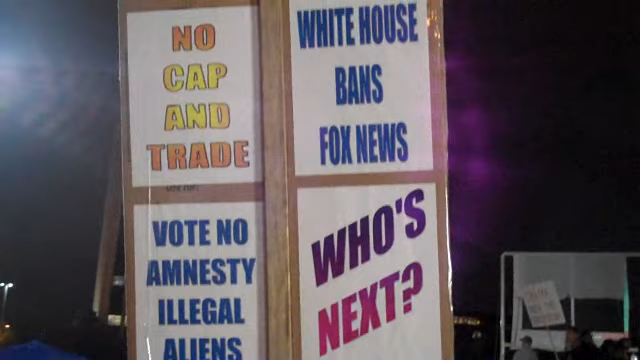 NO
CAP
AND
TRADE
VOTE NO
AMNESTY
ILLEGAL
ALIENS
WHITE HOUSE
BANS
FOX NEWS
WHO'S
NEXT?